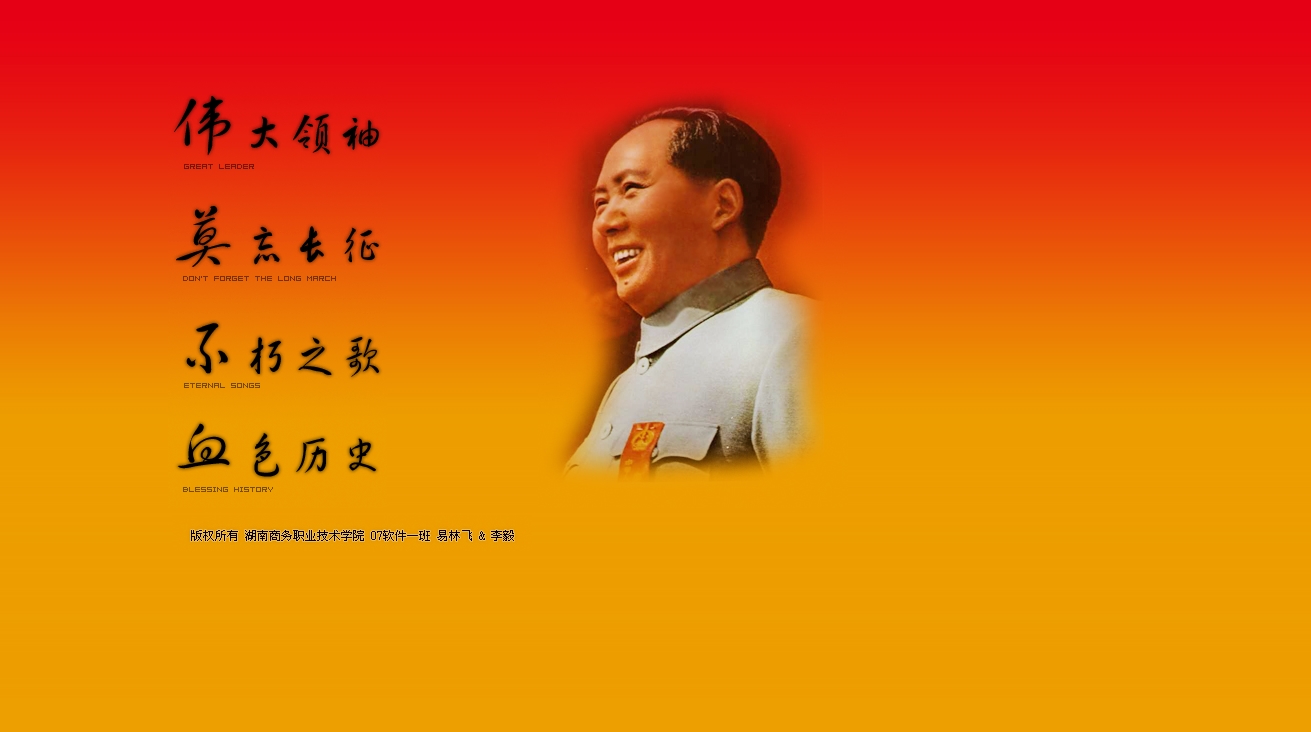 伟大领袖
GREAT LEADER
莫忘长征
DON'T FORGET THE LONG MARCH
不朽之歌
ETERNAL SONGS
血色历史
BLESSING HISTORY
版权所有 湖南商务职业技术学院 07软件一班 易林飞 & 李毅